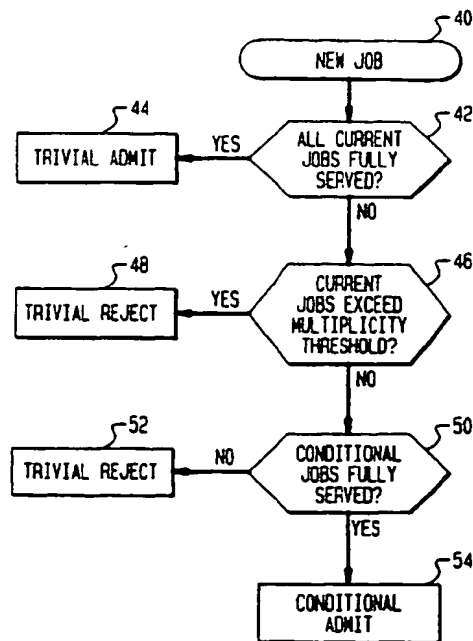 40
NEW JOB
44
42
TRIVIAL ADMIT
YES
ALL CURRENT
JOBS FULLY
SERVED?
NO
48
46
TRIVIAL REJECT
YES
CURRENT
JOBS EXCEED
MULTIPLICITY
THRESHOLD?
NO
52
50
TRIVIAL REJECT
NO
CONDITIONAL
JOBS FULLY
SERVED?
YES
54
CONDITIONAL
ADMIT